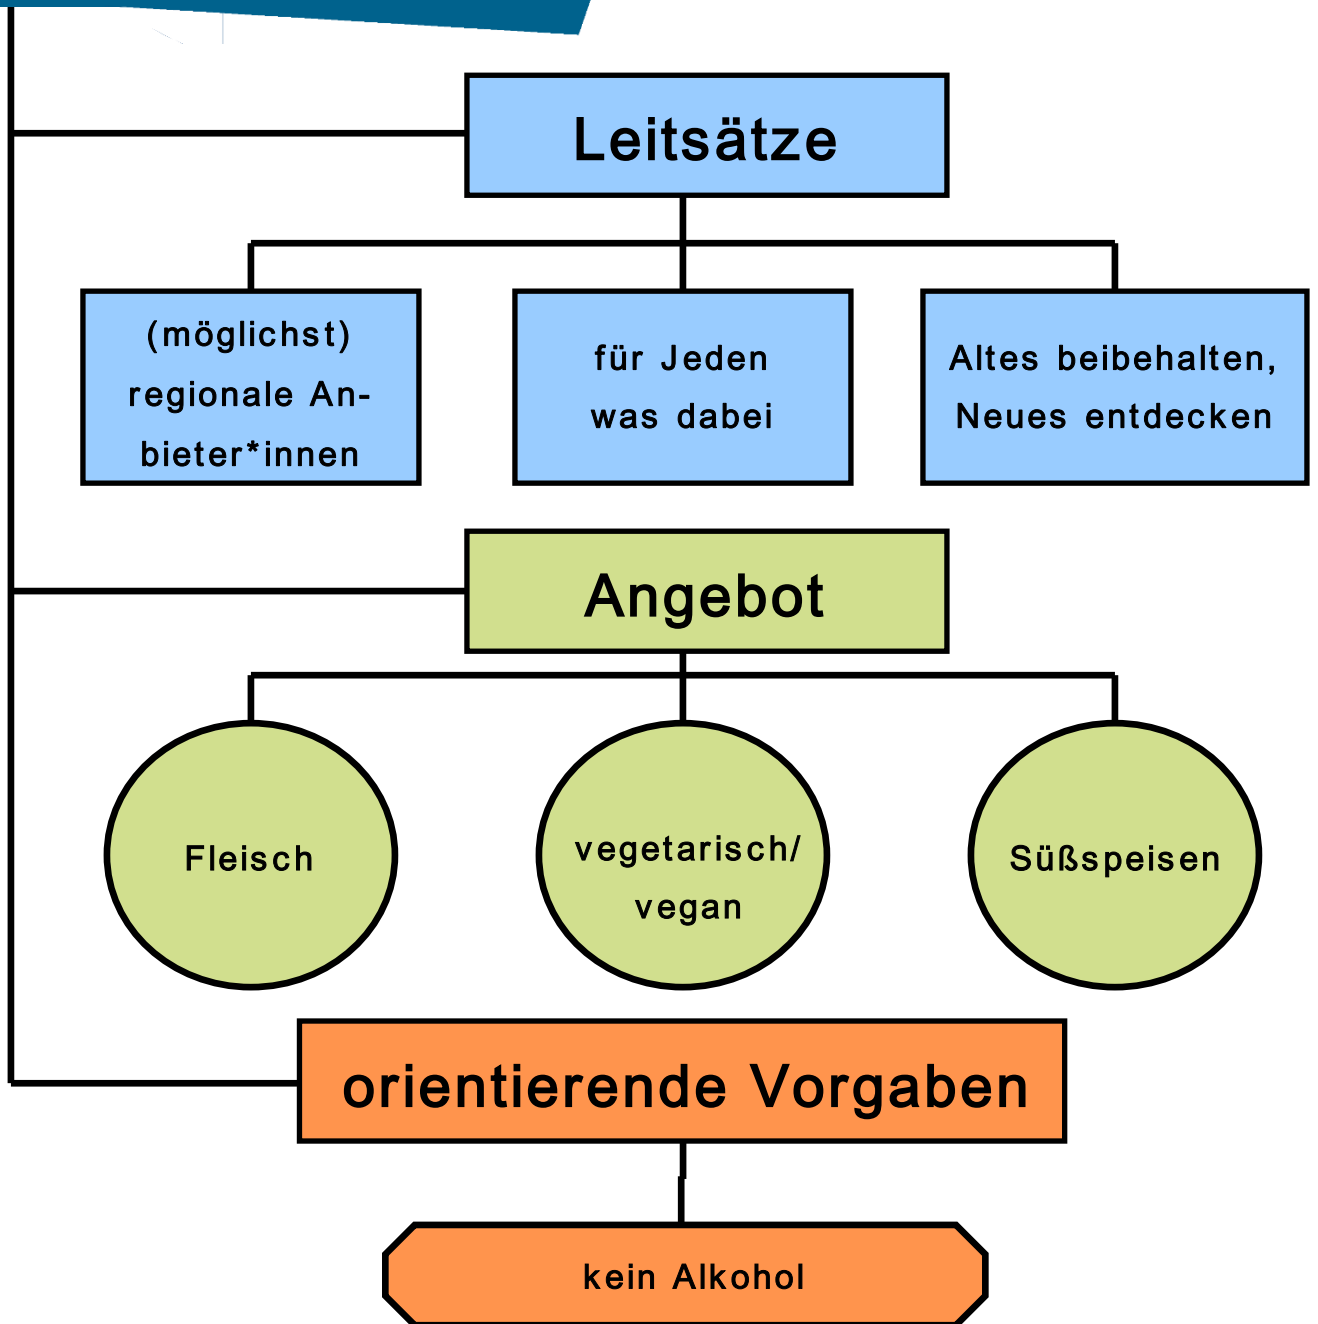 Leitsätze
(möglichst)
regionale An-
bieter*innen
für Jeden
was dabei
Altes beibehalten,
Neues entdecken
Angebot
Fleisch
vegetarisch/
vegan
Süßspeisen
orientierende Vorgaben
kein Alkohol